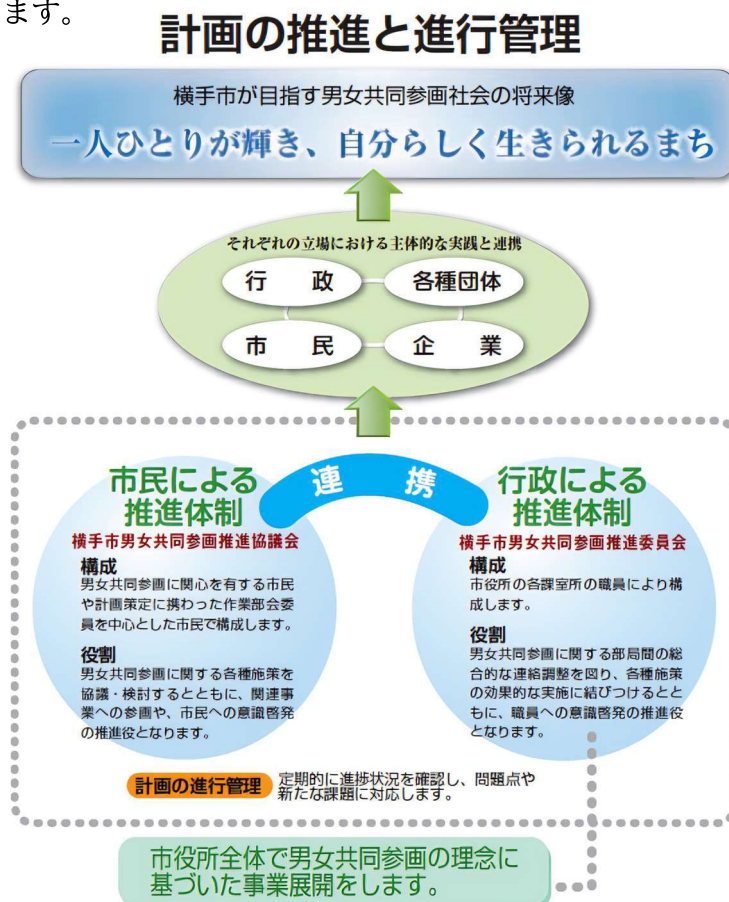 ます。
計画の推進と進行管理
横手市が目指す男女共同参画社会の将来像
一人ひとりが輝き、自分らしく生きられるまち
それぞれの立場における主体的な実践と連携
行　政
各種団体
市　民
企　業
連　携
市民による
推進体制
横手市男女共同参画推進協議会
構成
男女共同参画に関心を有する市民
や計画策定に携わった作業部会委
員を中心とした市民で構成します。
役割
男女共同参画に関する各種施策を
協議・検討するとともに、関連事
業への参画や、市民への意識啓発
の推進役となります。
行政による
推進体制
横手市男女共同参画推進委員会
構成
市役所の各課室所の職員により構
成します。
役割
男女共同参画に関する部局間の総
合的な連絡調整を図り、各種施策
の効果的な実施に結びつけるとと
もに、職員への意識啓発の推進役
となります。
計画の進行管理
定期的に進捗状況を確認し、問題点や
新たな課題に対応します。
市役所全体で男女共同参画の理念に
基づいた事業展開をします。